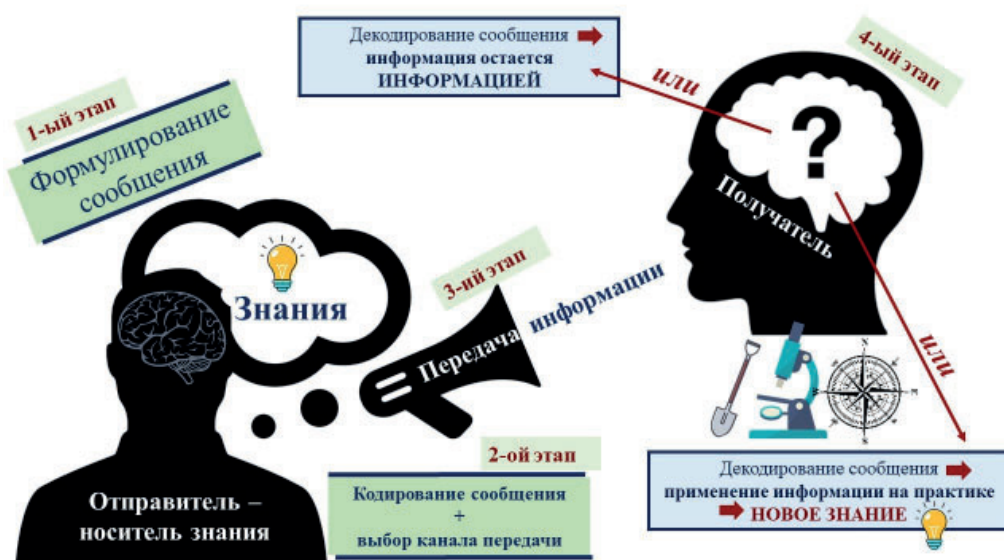 1-ый этап
Формулирование
сообщения
Знания
Отправитель –
носитель знания
2-ой этап
Кодирование сообщения
+
выбор канала передачи
3-ий этап
Передача информации
4-ый этап
Получатель
?
или
Декодирование сообщения
информация остается
ИНФОРМАЦИЕЙ
или
Декодирование сообщения
применение информации на практике
НОВОЕ ЗНАНИЕ